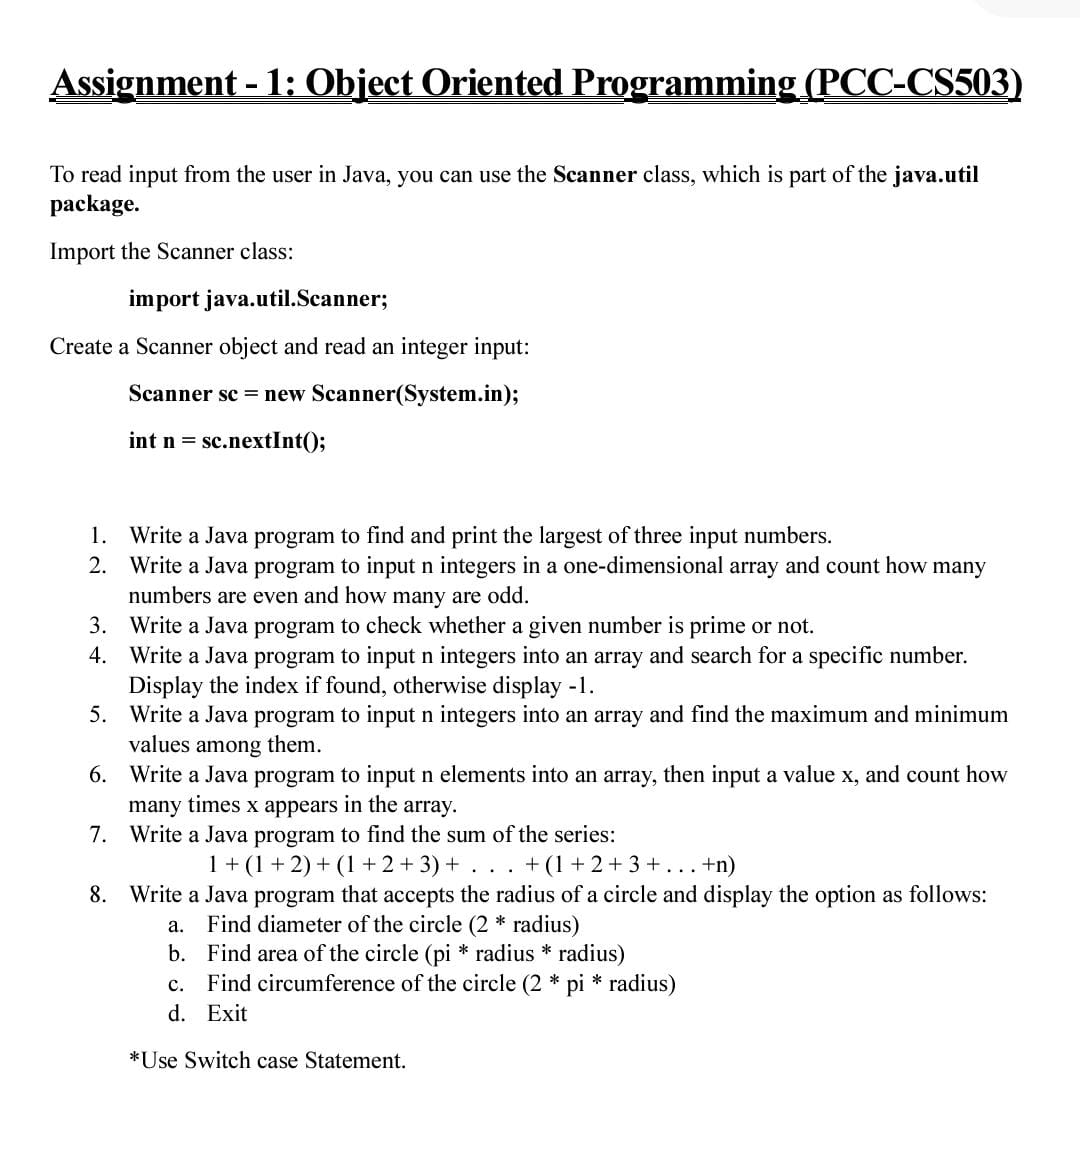 Assignment - 1: Object Oriented Programming (PCC-CS503)
To read input from the user in Java, you can use the Scanner class, which is part of the java.util
package.
Import the Scanner class:
import java.util.Scanner;
Create a Scanner object and read an integer input:
Scanner sc = new Scanner(System.in);
int n = sc.nextInt();
1. Write a Java program to find and print the largest of three input numbers.
2. Write a Java program to input n integers in a one-dimensional array and count how many
numbers are even and how many are odd.
3. Write a Java program to check whether a given number is prime or not.
4. Write a Java program to input n integers into an array and search for a specific number.
Display the index if found, otherwise display -1.
5. Write a Java program to input n integers into an array and find the maximum and minimum
values among them.
6. Write a Java program to input n elements into an array, then input a value x, and count how
many times x appears in the array.
7. Write a Java program to find the sum of the series:
1 + (1 + 2) + (1 + 2 + 3) + . . . + (1 + 2 + 3 + . . . +n)
8. Write a Java program that accepts the radius of a circle and display the option as follows:
a. Find diameter of the circle (2 * radius)
b. Find area of the circle (pi * radius * radius)
c. Find circumference of the circle (2 * pi * radius)
d. Exit
*Use Switch case Statement.